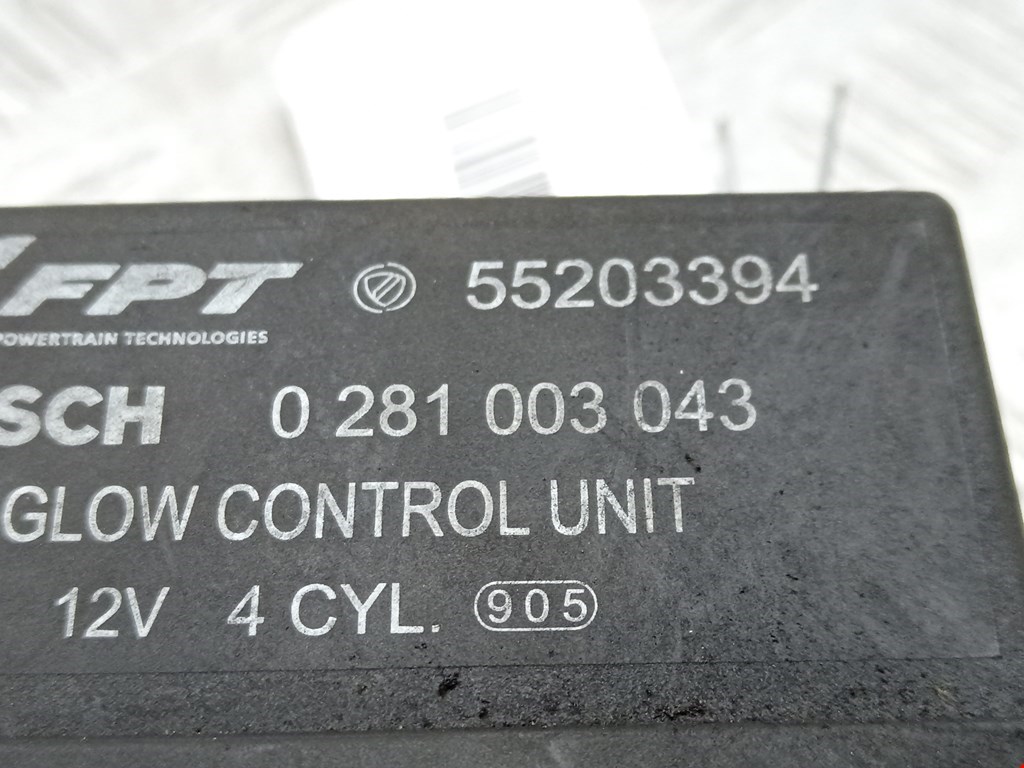 FPT 55203394
POWERTRAIN TECHNOLOGIES
SCH 0 281 003 043
GLOW CONTROL UNIT
12V 4 CYL. 905